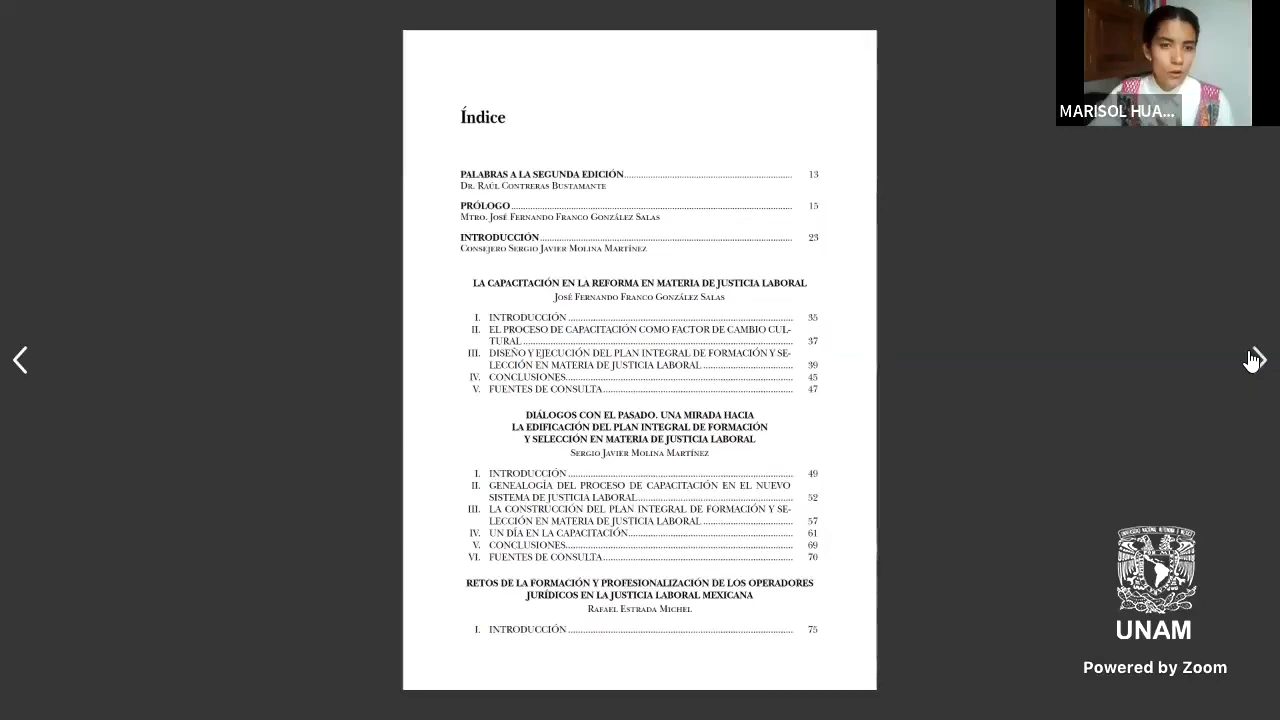 MARISOL HUA...
Índice
PALABRAS A LA SEGUNDA EDICIÓN 13
Dr. Raúl Contreras Bustamante
PRÓLOGO 15
Mtro. José Fernando Franco González Salas
INTRODUCCIÓN 23
Consejero Sergio Javier Molina Martínez
LA CAPACITACIÓN EN LA REFORMA EN MATERIA DE JUSTICIA LABORAL
José Fernando Franco González Salas
I. INTRODUCCIÓN 35
II. EL PROCESO DE CAPACITACIÓN COMO FACTOR DE CAMBIO CUL-
TURAL 37
III. DISEÑO Y EJECUCIÓN DEL PLAN INTEGRAL DE FORMACIÓN Y SE-
LECCIÓN EN MATERIA DE JUSTICIA LABORAL 39
IV. CONCLUSIONES 45
V. FUENTES DE CONSULTA 47
DIÁLOGOS CON EL PASADO. UNA MIRADA HACIA
LA EDIFICACIÓN DEL PLAN INTEGRAL DE FORMACIÓN
Y SELECCIÓN EN MATERIA DE JUSTICIA LABORAL
Sergio Javier Molina Martínez
I. INTRODUCCIÓN 49
II. GENEALOGÍA DEL PROCESO DE CAPACITACIÓN EN EL NUEVO
SISTEMA DE JUSTICIA LABORAL 52
III. LA CONSTRUCCIÓN DEL PLAN INTEGRAL DE FORMACIÓN Y SE-
LECCIÓN EN MATERIA DE JUSTICIA LABORAL 57
IV. UN DÍA EN LA CAPACITACIÓN 61
V. CONCLUSIONES 69
VI. FUENTES DE CONSULTA 70
RETOS DE LA FORMACIÓN Y PROFESIONALIZACIÓN DE LOS OPERADORES
JURÍDICOS EN LA JUSTICIA LABORAL MEXICANA
Rafael Estrada Michel
I. INTRODUCCIÓN 75
UNAM
Powered by Zoom